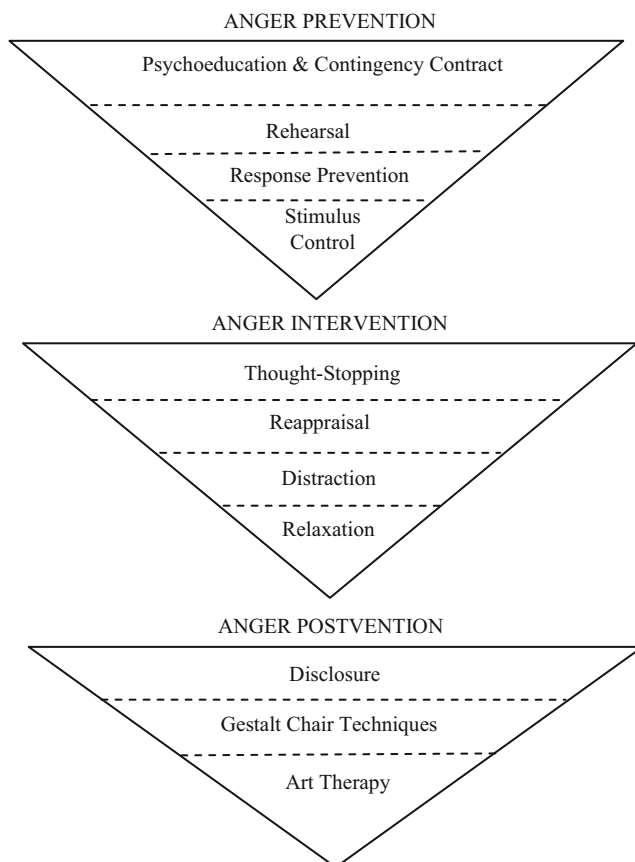 ANGER PREVENTION
Psychoeducation & Contingency Contract
Rehearsal
Response Prevention
Stimulus
Control
ANGER INTERVENTION
Thought-Stopping
Reappraisal
Distraction
Relaxation
ANGER POSTVENTION
Disclosure
Gestalt Chair Techniques
Art Therapy